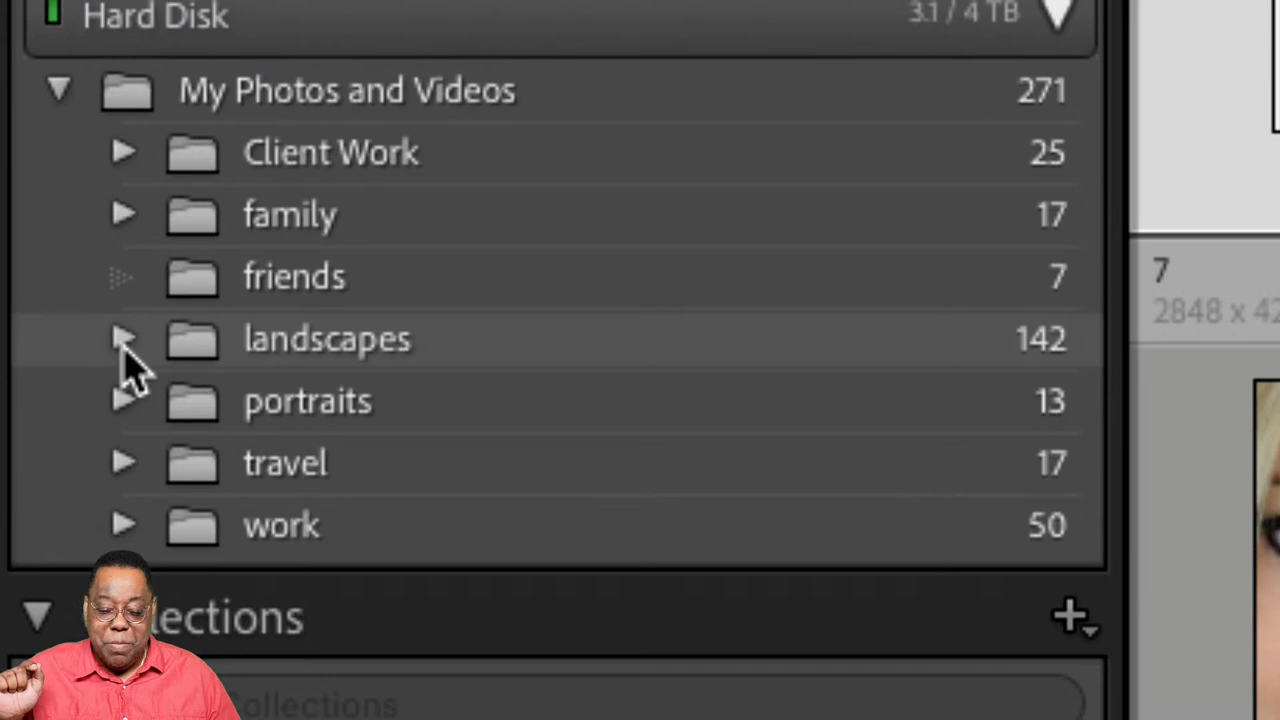 Hard Disk 3.1 / 4 TB
My Photos and Videos 271
Client Work 25
family 17
friends 7
landscapes 142
portraits 13
travel 17
work 50
7
2848 x 42
lections
Collections